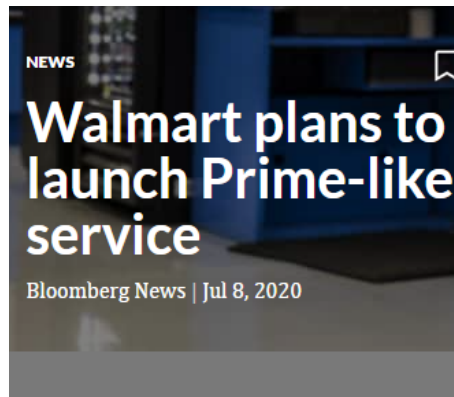 NEWS
Walmart plans to
launch Prime-like
service
Bloomberg News | Jul 8, 2020